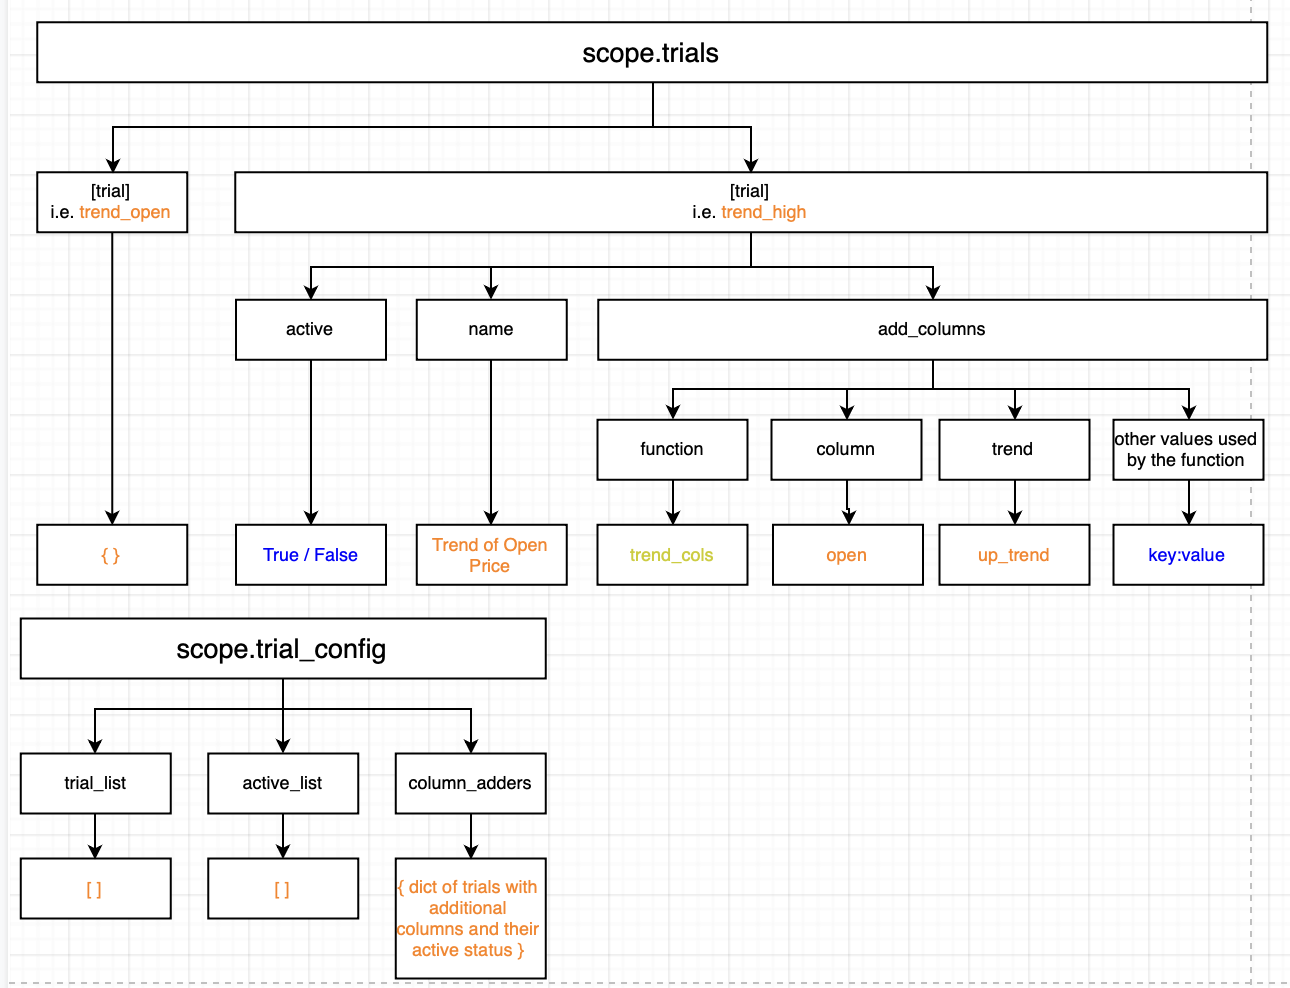 scope.trials
[trial]
i.e. trend_open
[trial]
i.e. trend_high
active
name
add_columns
function
column
trend
other values used
by the function
{ }
True / False
Trend of Open
Price
trend_cols
open
up_trend
key:value
scope.trial_config
trial_list
active_list
column_adders
[ ]
[ ]
{ dict of trials with
additional
columns and their
active status }